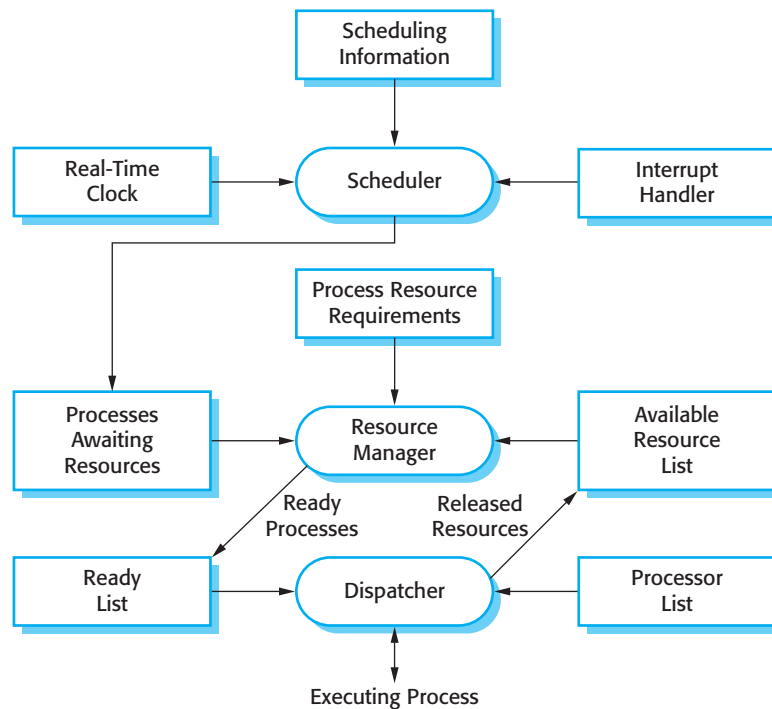 Scheduling
Information
Real-Time
Clock
Scheduler
Interrupt
Handler
Process Resource
Requirements
Processes
Awaiting
Resources
Resource
Manager
Available
Resource
List
Ready
Processes
Released
Resources
Ready
List
Dispatcher
Processor
List
Executing Process